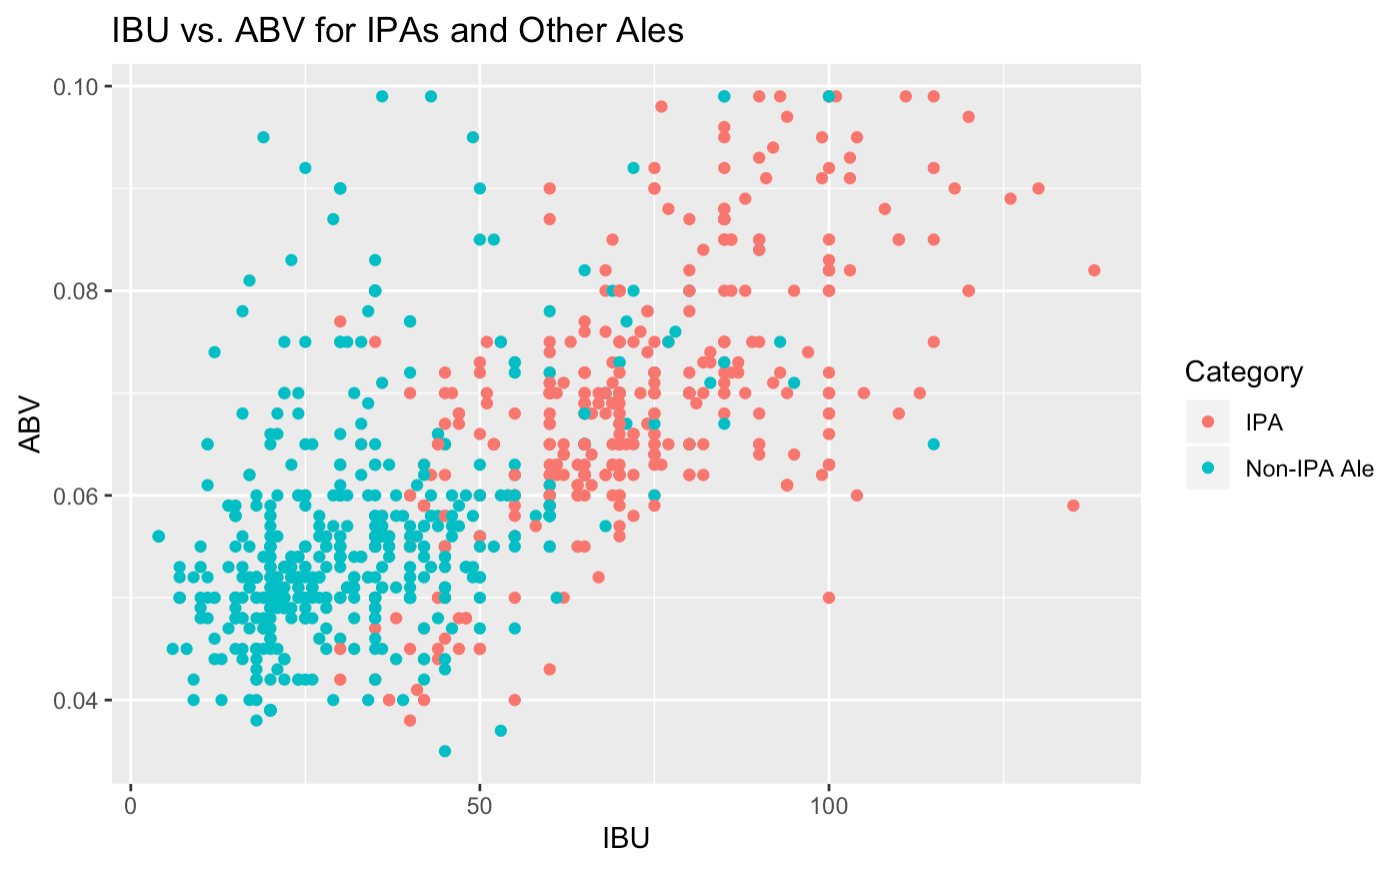 IBU vs. ABV for IPAs and Other Ales
0.10
0.08
0.06
0.04
ABV
0
50
100
IBU
Category
IPA
Non-IPA Ale